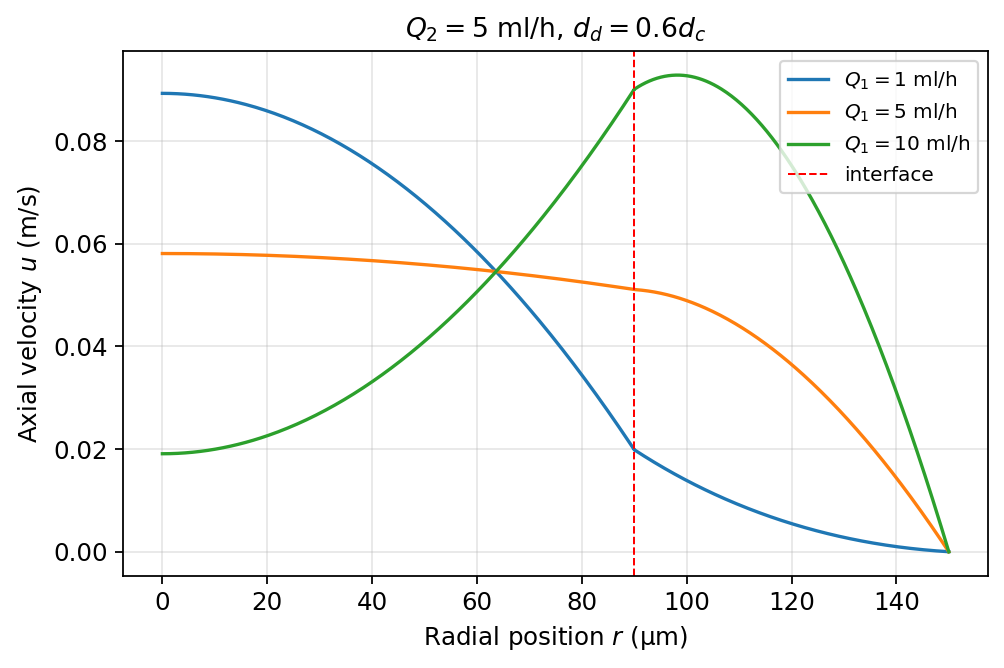 Q₂ = 5 ml/h, d_d = 0.6d_c
Q₁ = 1 ml/h
Q₁ = 5 ml/h
Q₁ = 10 ml/h
interface
Axial velocity u (m/s)
0.08
0.06
0.04
0.02
0.00
0 20 40 60 80 100 120 140
Radial position r (µm)